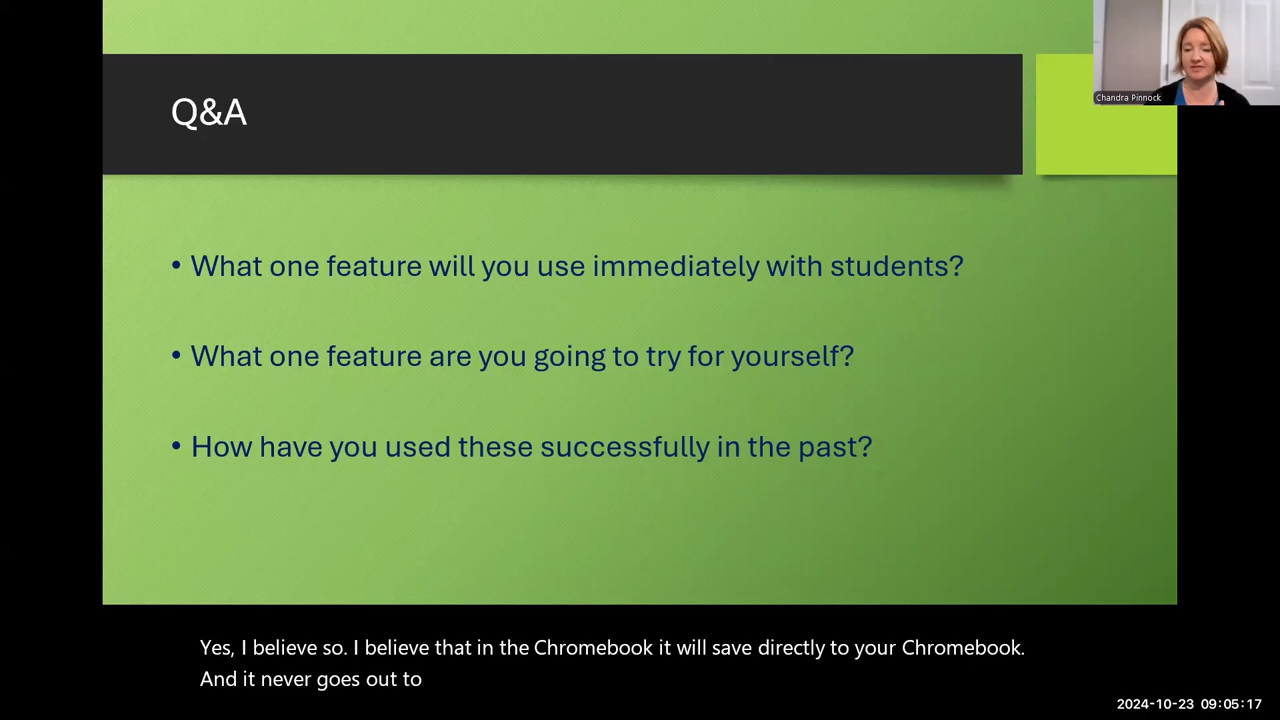 Chandra Pinnock
Q&A
• What one feature will you use immediately with students?
• What one feature are you going to try for yourself?
• How have you used these successfully in the past?
Yes, I believe so. I believe that in the Chromebook it will save directly to your Chromebook.
And it never goes out to
2024-10-23 09:05:17